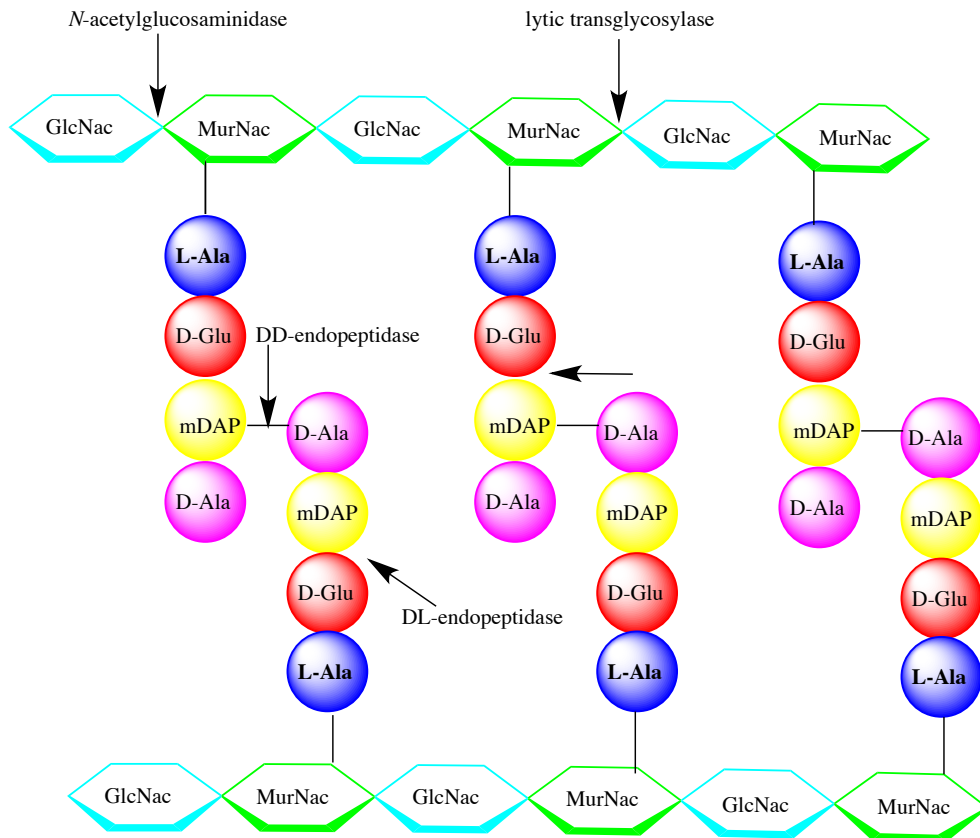 N-acetylglucosaminidase lytic transglycosylase
GlcNac MurNac GlcNac MurNac GlcNac MurNac
L-Ala L-Ala L-Ala
D-Glu DD-endopeptidase D-Glu D-Glu
mDAP D-Ala mDAP D-Ala mDAP D-Ala
D-Ala mDAP D-Ala mDAP D-Ala mDAP
D-Glu D-Glu D-Glu
DL-endopeptidase
L-Ala L-Ala L-Ala
GlcNac MurNac GlcNac MurNac GlcNac MurNac